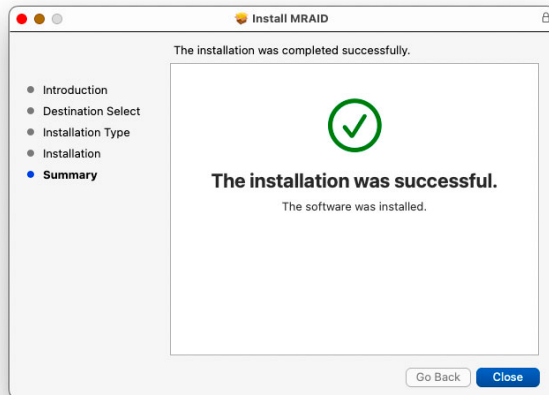 Install MRAID
The installation was completed successfully.
Introduction
Destination Select
Installation Type
Installation
Summary
The installation was successful.
The software was installed.
Go Back
Close